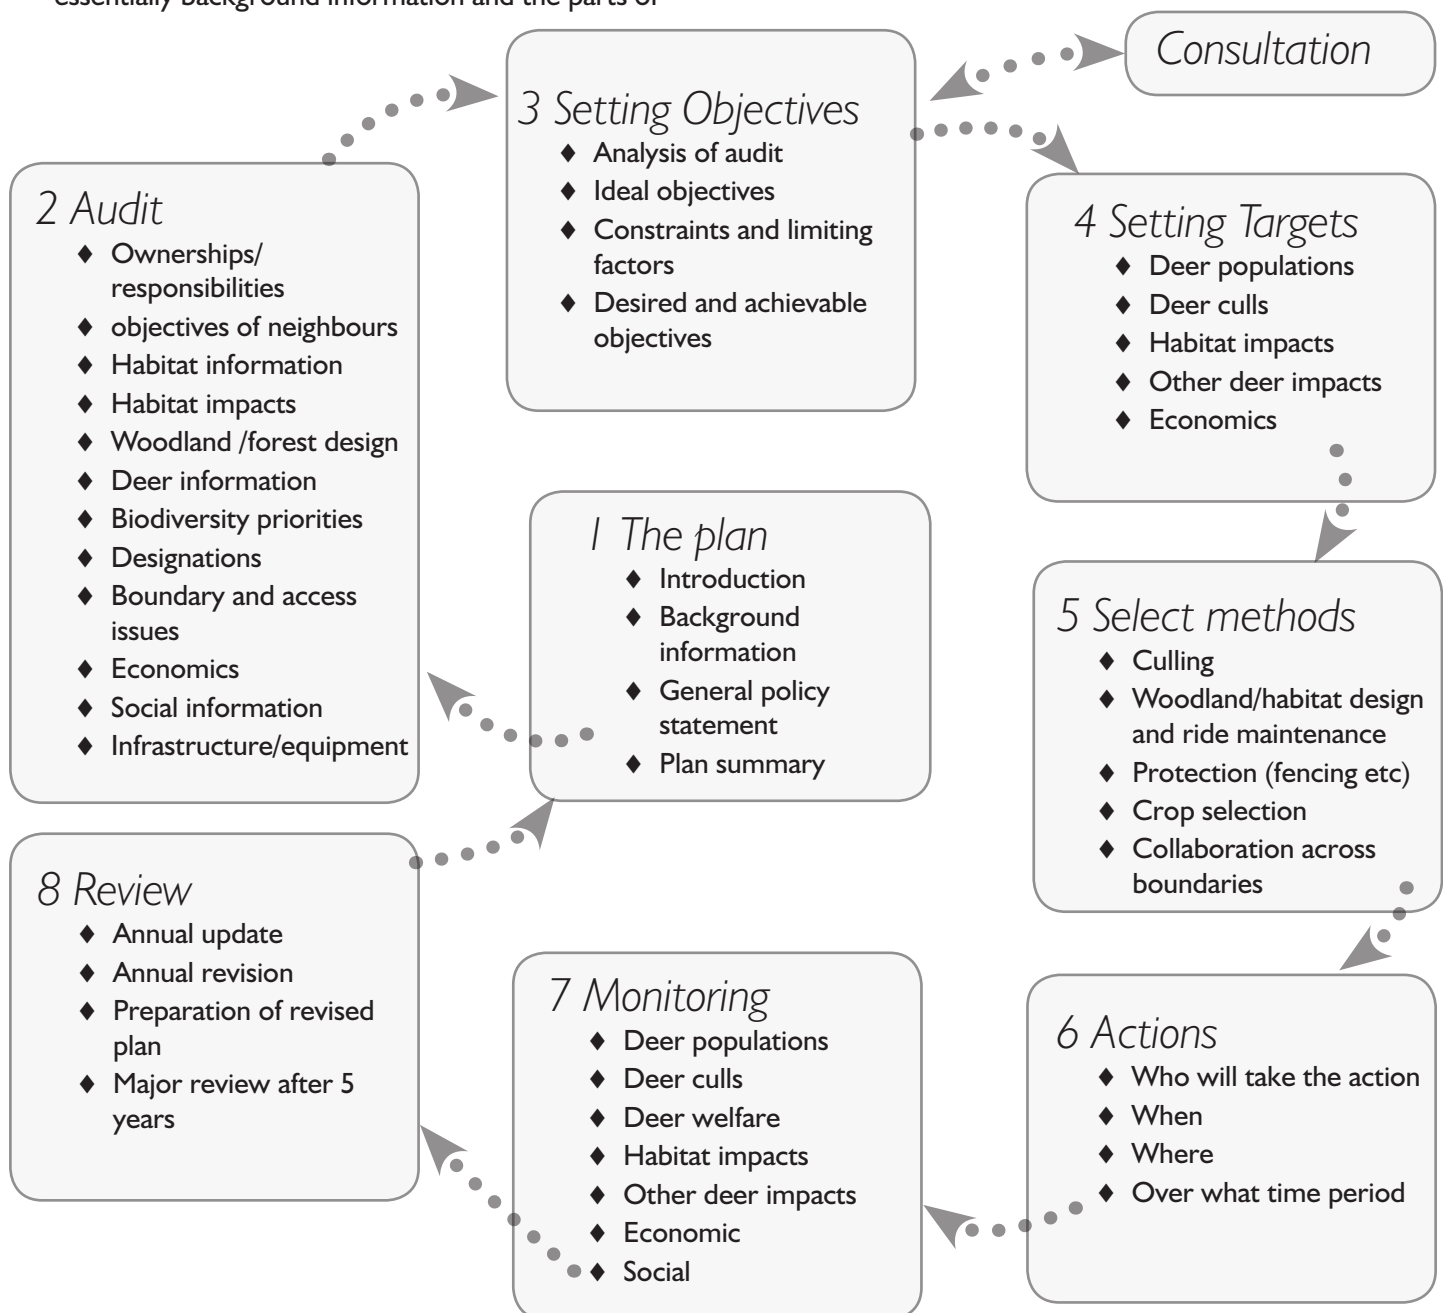 essentially background information and the parts of
Consultation
3 Setting Objectives
♦ Analysis of audit
♦ Ideal objectives
♦ Constraints and limiting
factors
♦ Desired and achievable
objectives
2 Audit
♦ Ownerships/
responsibilities
♦ objectives of neighbours
♦ Habitat information
♦ Habitat impacts
♦ Woodland /forest design
♦ Deer information
♦ Biodiversity priorities
♦ Designations
♦ Boundary and access
issues
♦ Economics
♦ Social information
♦ Infrastructure/equipment
4 Setting Targets
♦ Deer populations
♦ Deer culls
♦ Habitat impacts
♦ Other deer impacts
♦ Economics
1 The plan
♦ Introduction
♦ Background
information
♦ General policy
statement
♦ Plan summary
5 Select methods
♦ Culling
♦ Woodland/habitat design
and ride maintenance
♦ Protection (fencing etc)
♦ Crop selection
♦ Collaboration across
boundaries
8 Review
♦ Annual update
♦ Annual revision
♦ Preparation of revised
plan
♦ Major review after 5
years
7 Monitoring
♦ Deer populations
♦ Deer culls
♦ Deer welfare
♦ Habitat impacts
♦ Other deer impacts
♦ Economic
♦ Social
6 Actions
♦ Who will take the action
♦ When
♦ Where
♦ Over what time period